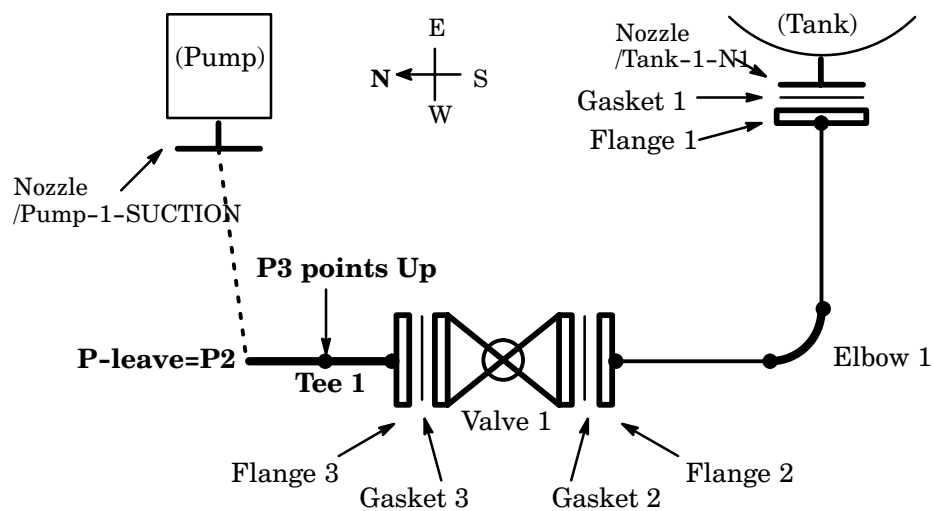 (Pump)
E
N
S
W
(Tank)
Nozzle
/Tank-1-N1
Gasket 1
Flange 1
Nozzle
/Pump-1-SUCTION
P3 points Up
P-leave=P2
Tee 1
Valve 1
Elbow 1
Flange 3
Gasket 3
Gasket 2
Flange 2